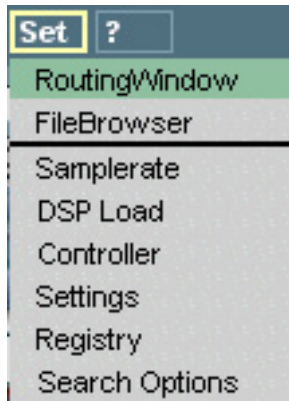 Set ?
RoutingWindow
FileBrowser
Samplerate
DSP Load
Controller
Settings
Registry
Search Options